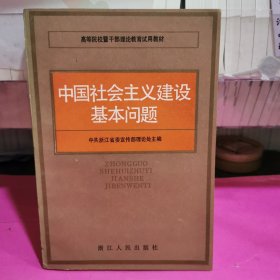 高等院校暨干部理论教育试用教材
中国社会主义建设
基本问题
中共浙江省委宣传部理论处主编
ZHONGGUO
SHEHUIZHUYI
JIANSHE
JIBENWENTI
浙江人民出版社